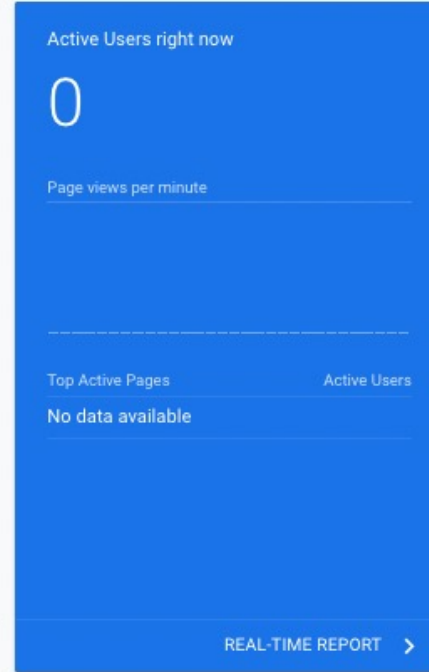 Active Users right now
0
Page views per minute
Top Active Pages Active Users
No data available
REAL-TIME REPORT